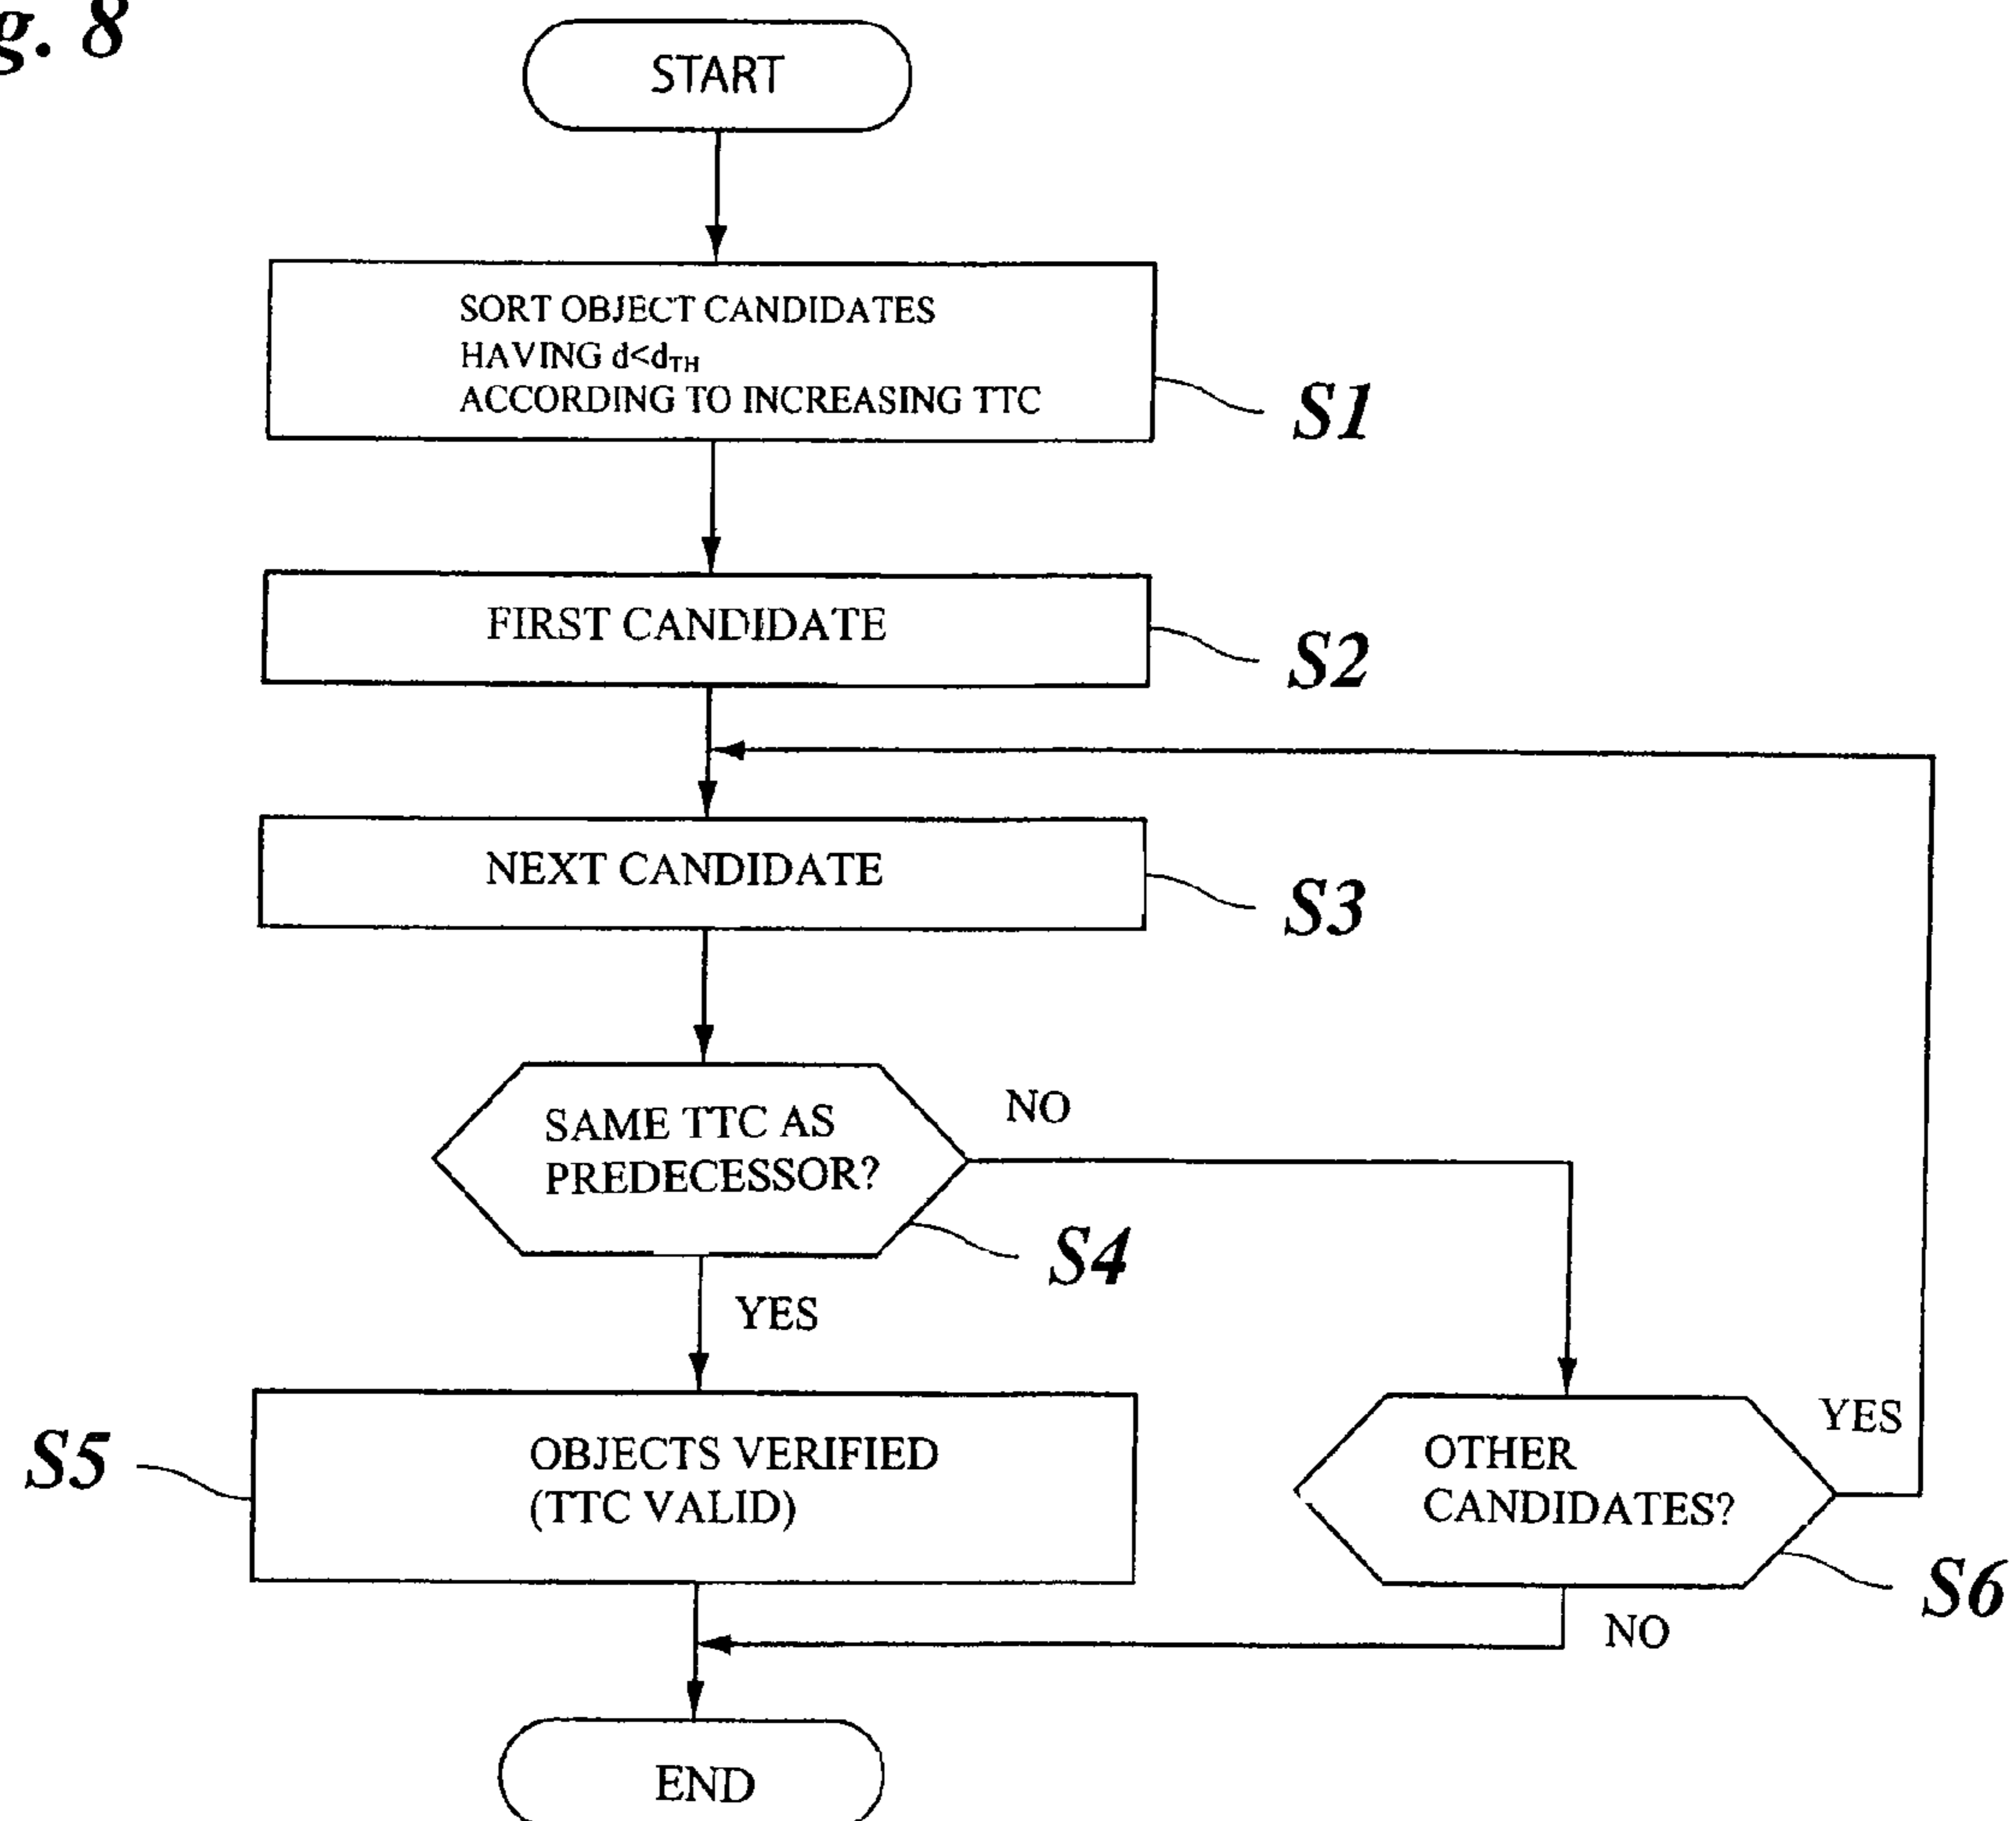 g. 8
START
SORT OBJECT CANDIDATES
HAVING d<dTH
ACCORDING TO INCREASING TTC
S1
FIRST CANDIDATE
S2
NEXT CANDIDATE
S3
SAME TTC AS
PREDECESSOR?
NO
S4
YES
OBJECTS VERIFIED
(TTC VALID)
S5
OTHER
CANDIDATES?
YES
S6
NO
END